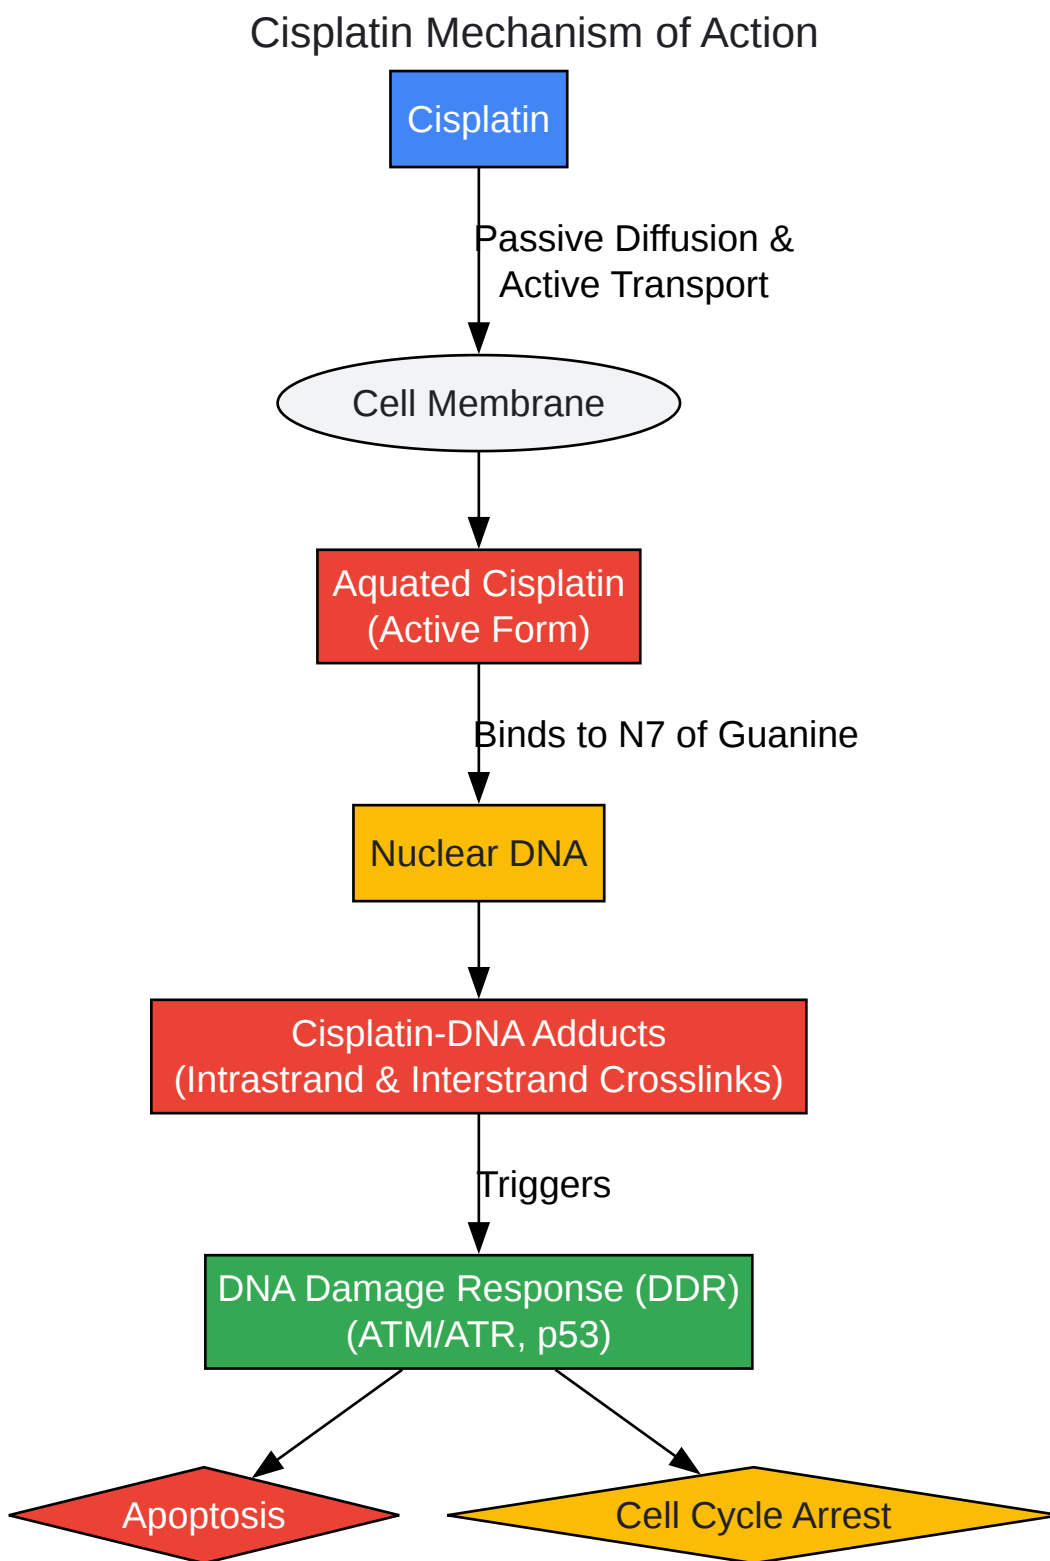 Cisplatin Mechanism of Action
Cisplatin
Passive Diffusion &
Active Transport
Cell Membrane
Aquated Cisplatin
(Active Form)
Binds to N7 of Guanine
Nuclear DNA
Cisplatin-DNA Adducts
(Intrastrand & Interstrand Crosslinks)
Triggers
DNA Damage Response (DDR)
(ATM/ATR, p53)
Apoptosis
Cell Cycle Arrest